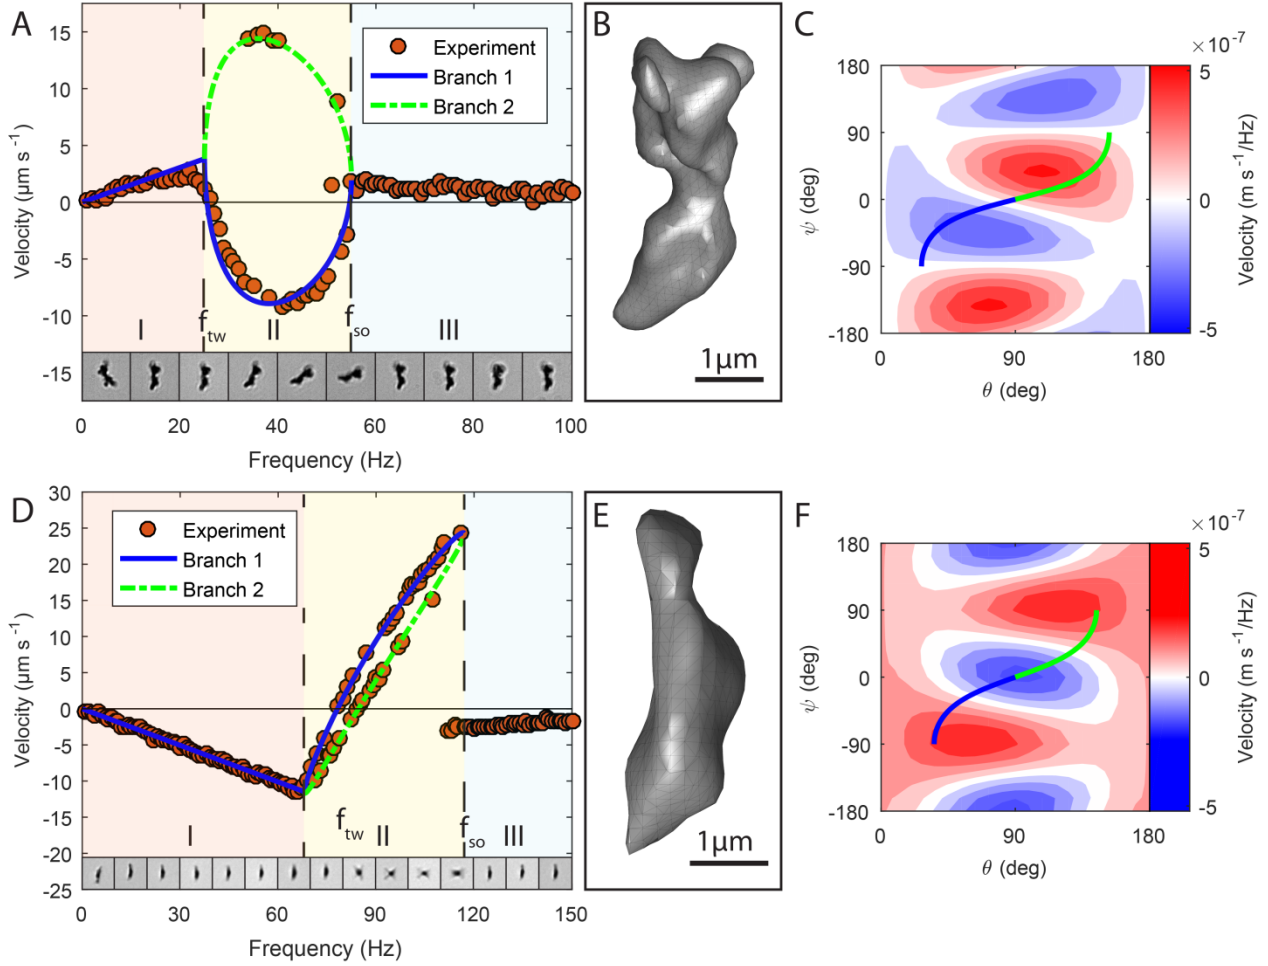 A
Velocity (μm s⁻¹)
15
10
5
0
-5
-10
-15
Experiment
Branch 1
Branch 2
I
f_tw
II
f_so
III
0
20
40
60
80
100
Frequency (Hz)
B
1μm
C
×10⁻⁷
ψ (deg)
180
90
0
-90
-180
0
90
180
θ (deg)
5
0
-5
Velocity (m s⁻¹/Hz)
D
Velocity (μm s⁻¹)
30
25
20
15
10
5
0
-5
-10
-15
-20
-25
Experiment
Branch 1
Branch 2
I
f_tw
II
f_so
III
0
30
60
90
120
150
Frequency (Hz)
E
1μm
F
×10⁻⁷
ψ (deg)
180
90
0
-90
-180
0
90
180
θ (deg)
5
0
-5
Velocity (m s⁻¹/Hz)